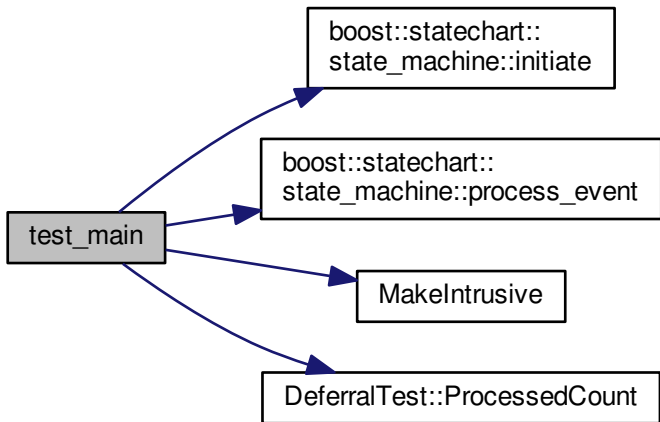 boost::statechart::
state_machine::initiate
boost::statechart::
state_machine::process_event
test_main
MakeIntrusive
DeferralTest::ProcessedCount